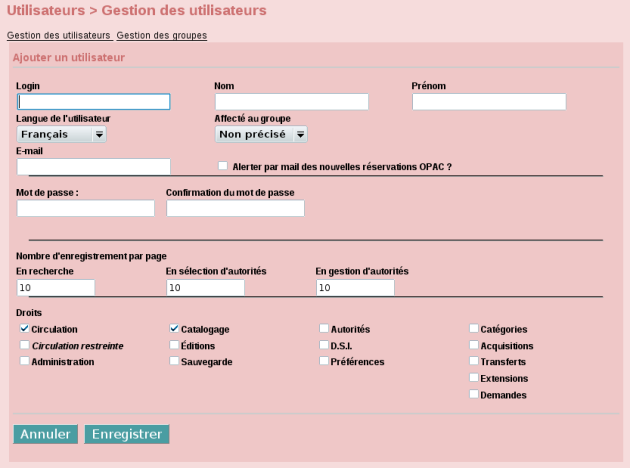 Utilisateurs > Gestion des utilisateurs
Gestion des utilisateurs Gestion des groupes
Ajouter un utilisateur
Login Nom Prénom
Langue de l'utilisateur Affecté au groupe
Français Non précisé
E-mail
Alerter par mail des nouvelles réservations OPAC ?
Mot de passe : Confirmation du mot de passe
Nombre d'enregistrement par page
En recherche En sélection d'autorités En gestion d'autorités
10 10 10
Droits
Circulation Catalogage Autorités Catégories
Circulation restreinte Éditions D.S.I. Acquisitions
Administration Sauvegarde Préférences Transferts
Extensions
Demandes
Annuler Enregistrer